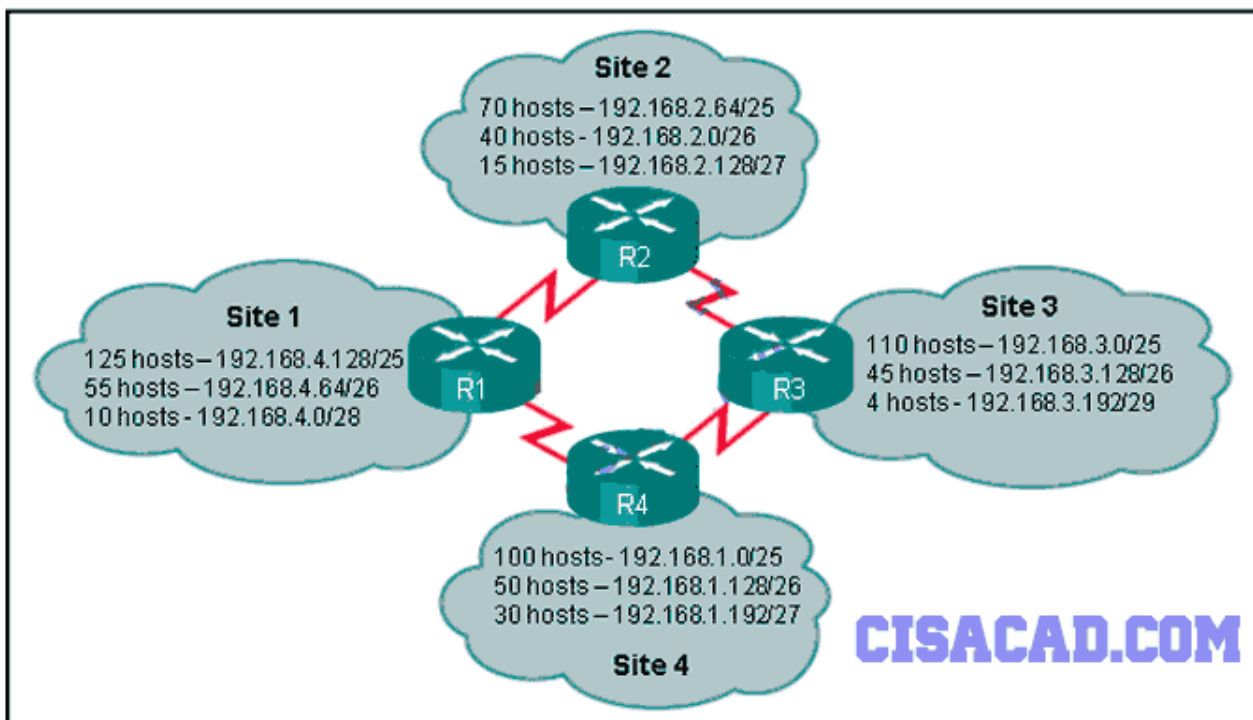 Site 2
70 hosts – 192.168.2.64/25
40 hosts - 192.168.2.0/26
15 hosts – 192.168.2.128/27
R2
Site 1
125 hosts – 192.168.4.128/25
55 hosts – 192.168.4.64/26
10 hosts - 192.168.4.0/28
R1
Site 3
110 hosts – 192.168.3.0/25
45 hosts – 192.168.3.128/26
4 hosts - 192.168.3.192/29
R3
R4
100 hosts- 192.168.1.0/25
50 hosts – 192.168.1.128/26
30 hosts – 192.168.1.192/27
Site 4
CISACAD.COM